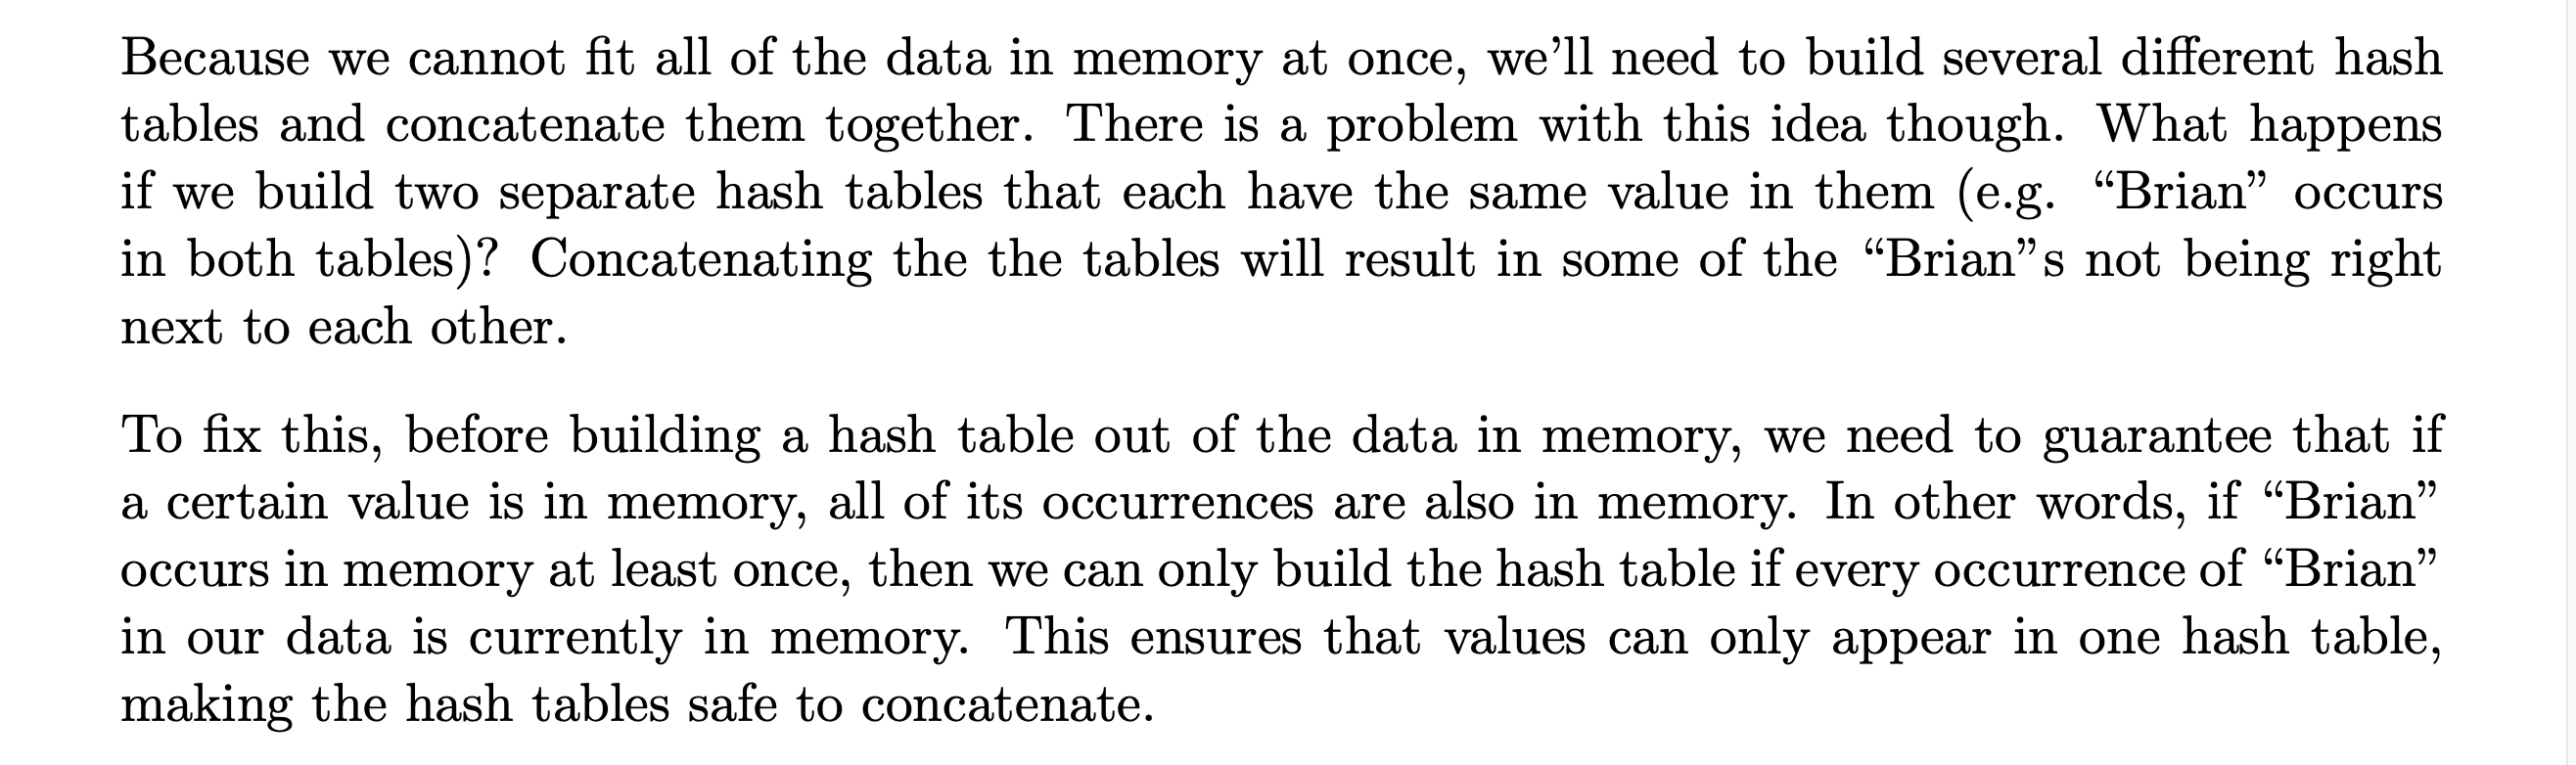 Because we cannot fit all of the data in memory at once, we’ll need to build several different hash
tables and concatenate them together. There is a problem with this idea though. What happens
if we build two separate hash tables that each have the same value in them (e.g. “Brian” occurs
in both tables)? Concatenating the the tables will result in some of the “Brian”s not being right
next to each other.
To fix this, before building a hash table out of the data in memory, we need to guarantee that if
a certain value is in memory, all of its occurrences are also in memory. In other words, if “Brian”
occurs in memory at least once, then we can only build the hash table if every occurrence of “Brian”
in our data is currently in memory. This ensures that values can only appear in one hash table,
making the hash tables safe to concatenate.